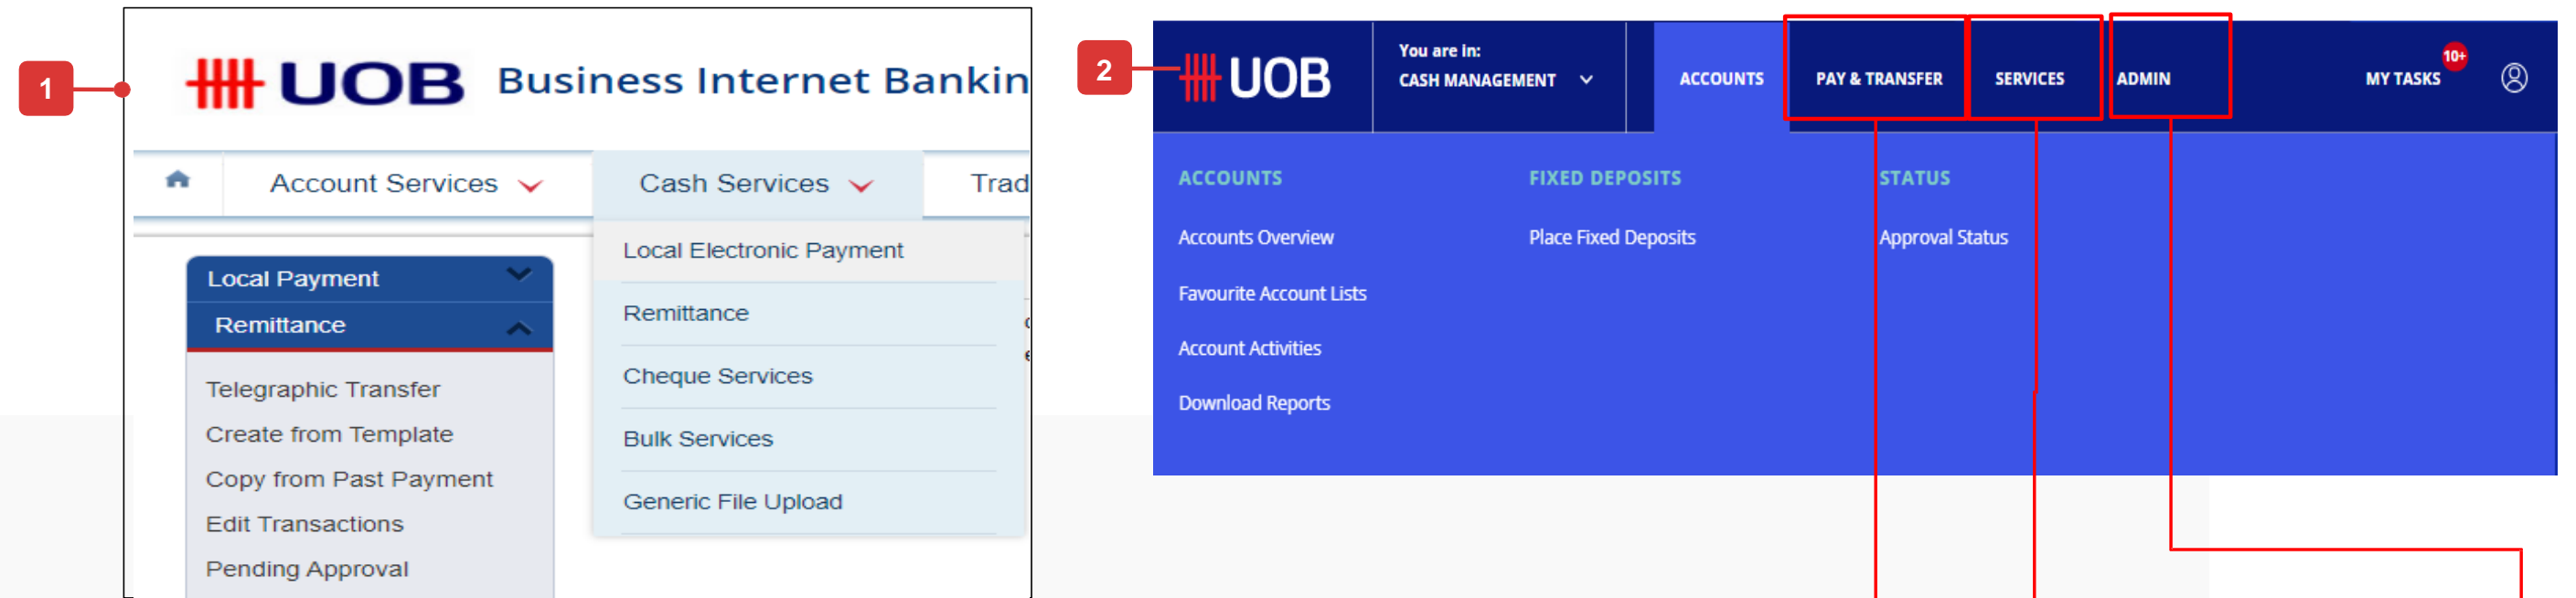 1
UOB Business Internet Bankin
Account Services
Cash Services
Trad
Local Payment
Remittance
Telegraphic Transfer
Create from Template
Copy from Past Payment
Edit Transactions
Pending Approval
Local Electronic Payment
Remittance
Cheque Services
Bulk Services
Generic File Upload
2
UOB
You are in:
CASH MANAGEMENT
ACCOUNTS
PAY & TRANSFER
SERVICES
ADMIN
MY TASKS
10+
ACCOUNTS
Accounts Overview
Favourite Account Lists
Account Activities
Download Reports
FIXED DEPOSITS
Place Fixed Deposits
STATUS
Approval Status